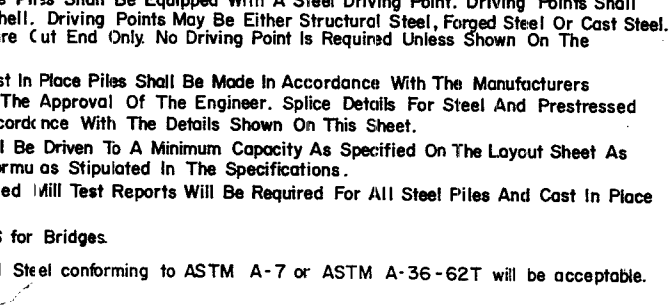 Piles Shall Be Equipped With A Steel Driving Point. Driving Points Shall
hell. Driving Points May Be Either Structural Steel, Forged Steel Or Cast Steel.
re Cut End Only. No Driving Point Is Required Unless Shown On The
st In Place Piles Shall Be Made In Accordance With The Manufacturers
The Approval Of The Engineer. Splice Details For Steel And Prestressed
cordance With The Details Shown On This Sheet.
l Be Driven To A Minimum Capacity As Specified On The Layout Sheet As
ormula as Stipulated In The Specifications.
ed Mill Test Reports Will Be Required For All Steel Piles And Cast In Place
S for Bridges.
l Steel conforming to ASTM A-7 or ASTM A-36-62T will be acceptable.